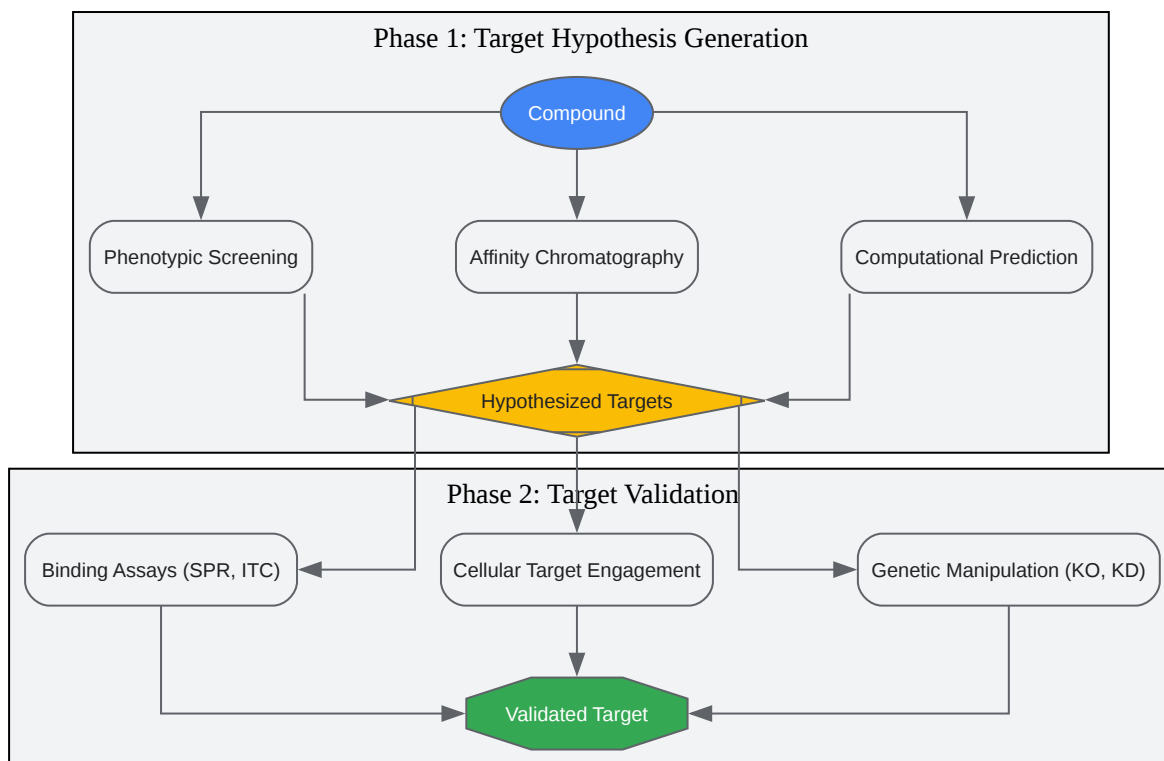 Phase 1: Target Hypothesis Generation
Compound
Phenotypic Screening
Affinity Chromatography
Computational Prediction
Hypothesized Targets
Phase 2: Target Validation
Binding Assays (SPR, ITC)
Cellular Target Engagement
Genetic Manipulation (KO, KD)
Validated Target